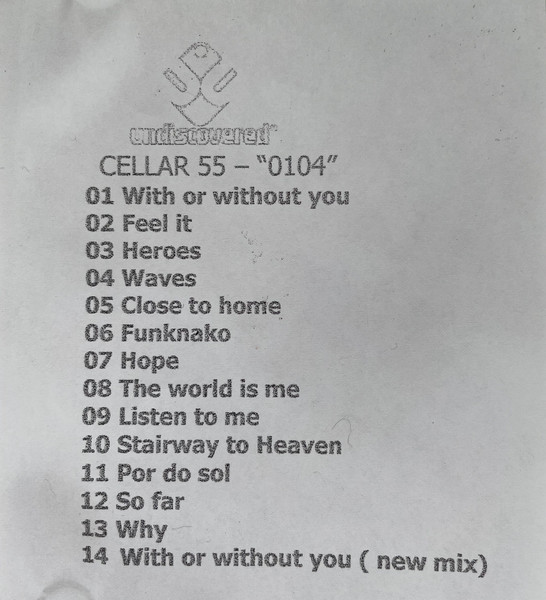 undiscovered™
CELLAR 55 – “0104”
01 With or without you
02 Feel it
03 Heroes
04 Waves
05 Close to home
06 Funknako
07 Hope
08 The world is me
09 Listen to me
10 Stairway to Heaven
11 Por do sol
12 So far
13 Why
14 With or without you ( new mix)